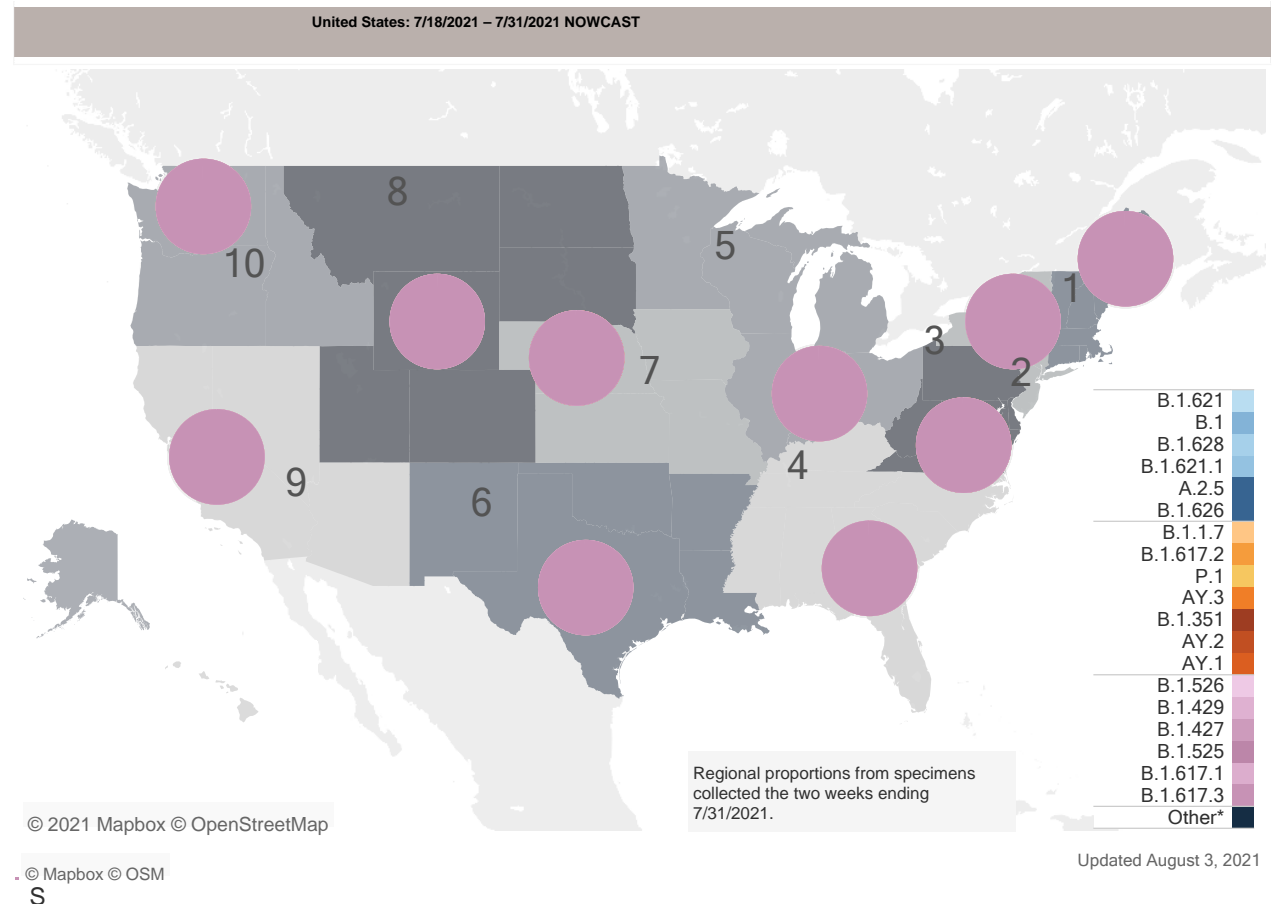 United States: 7/18/2021 – 7/31/2021 NOWCAST
8
5
10
1
3
2
7
4
9
6
B.1.621
B.1
B.1.628
B.1.621.1
A.2.5
B.1.626
B.1.1.7
B.1.617.2
P.1
AY.3
B.1.351
AY.2
AY.1
B.1.526
B.1.429
B.1.427
B.1.525
B.1.617.1
B.1.617.3
Other*
Regional proportions from specimens
collected the two weeks ending
7/31/2021.
© 2021 Mapbox © OpenStreetMap
Updated August 3, 2021
© Mapbox © OSM
S